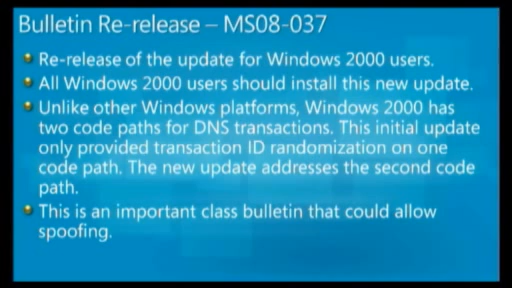 Bulletin Re-release – MS08-037
Re-release of the update for Windows 2000 users.
All Windows 2000 users should install this new update.
Unlike other Windows platforms, Windows 2000 has
two code paths for DNS transactions. This initial update
only provided transaction ID randomization on one
code path. The new update addresses the second code
path.
This is an important class bulletin that could allow
spoofing.